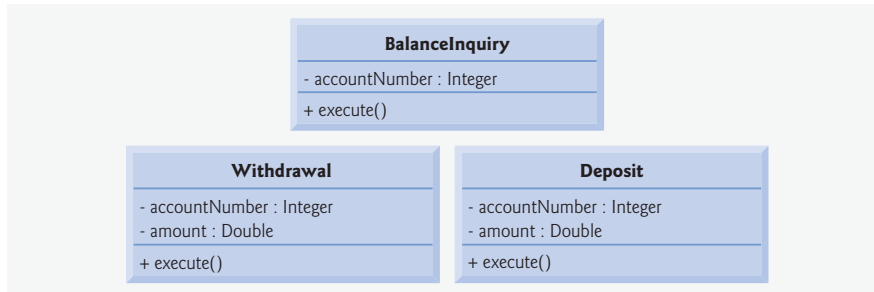 BalanceInquiry
- accountNumber : Integer
+ execute()
Withdrawal
- accountNumber : Integer
- amount : Double
+ execute()
Deposit
- accountNumber : Integer
- amount : Double
+ execute()